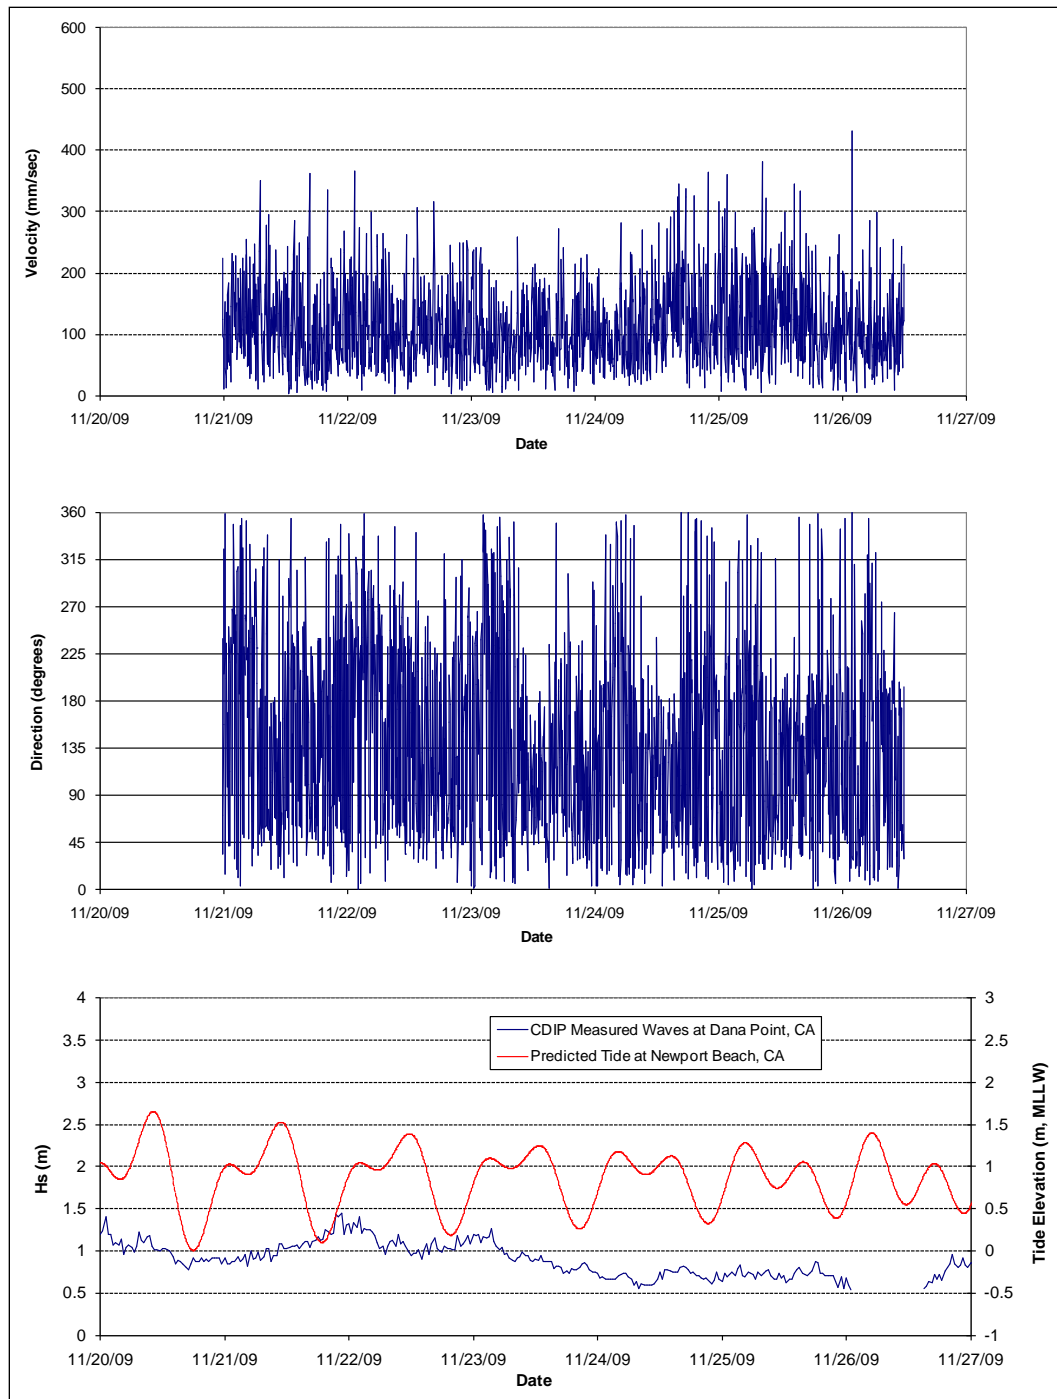 600
500
400
300
200
100
0
Velocity (mm/sec)
11/20/09 11/21/09 11/22/09 11/23/09 11/24/09 11/25/09 11/26/09 11/27/09
Date
360
315
270
225
180
135
90
45
0
Direction (degrees)
11/20/09 11/21/09 11/22/09 11/23/09 11/24/09 11/25/09 11/26/09 11/27/09
Date
4 3
3.5 2.5
3 2
2.5 1.5
2 1
1.5 0.5
1 0
0.5 -0.5
0 -1
Hs (m)
Tide Elevation (m, MLLW)
CDIP Measured Waves at Dana Point, CA
Predicted Tide at Newport Beach, CA
11/20/09 11/21/09 11/22/09 11/23/09 11/24/09 11/25/09 11/26/09 11/27/09
Date